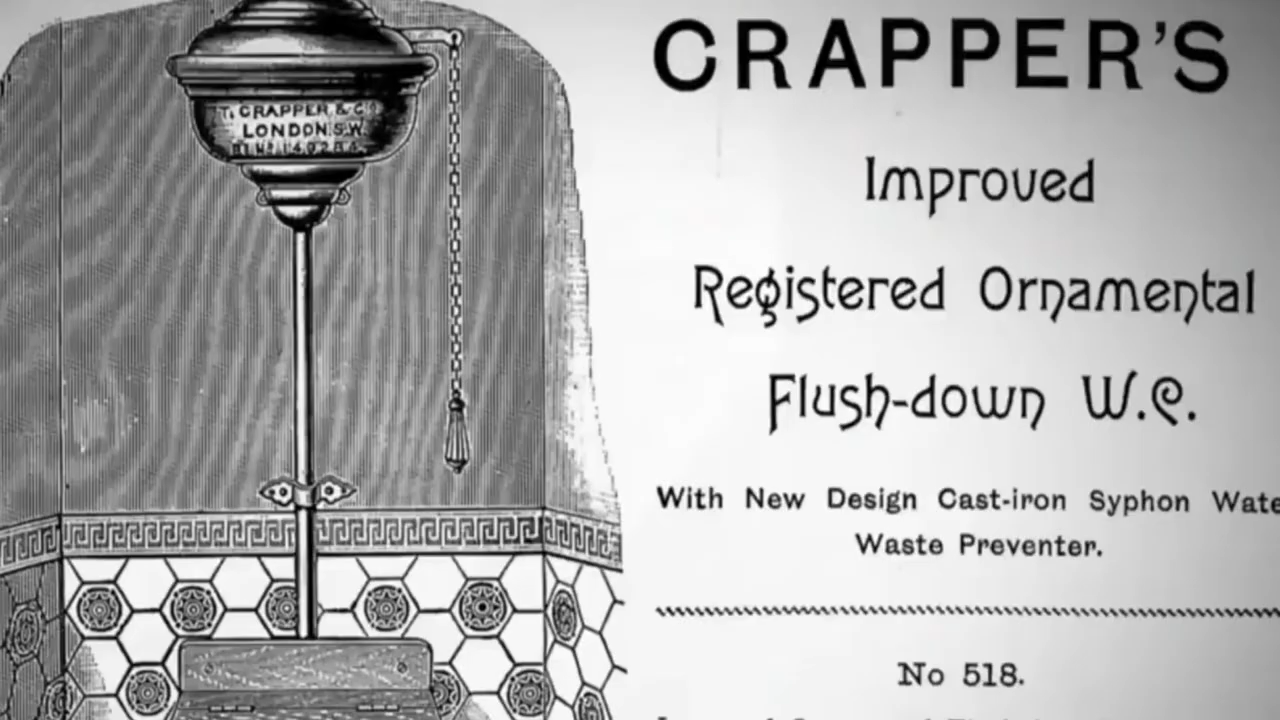 T. CRAPPER & Co
LONDON S.W.
CRAPPER'S
Improved
Registered Ornamental
Flush-down W.C.
With New Design Cast-iron Syphon Wate
Waste Preventer.
No 518.